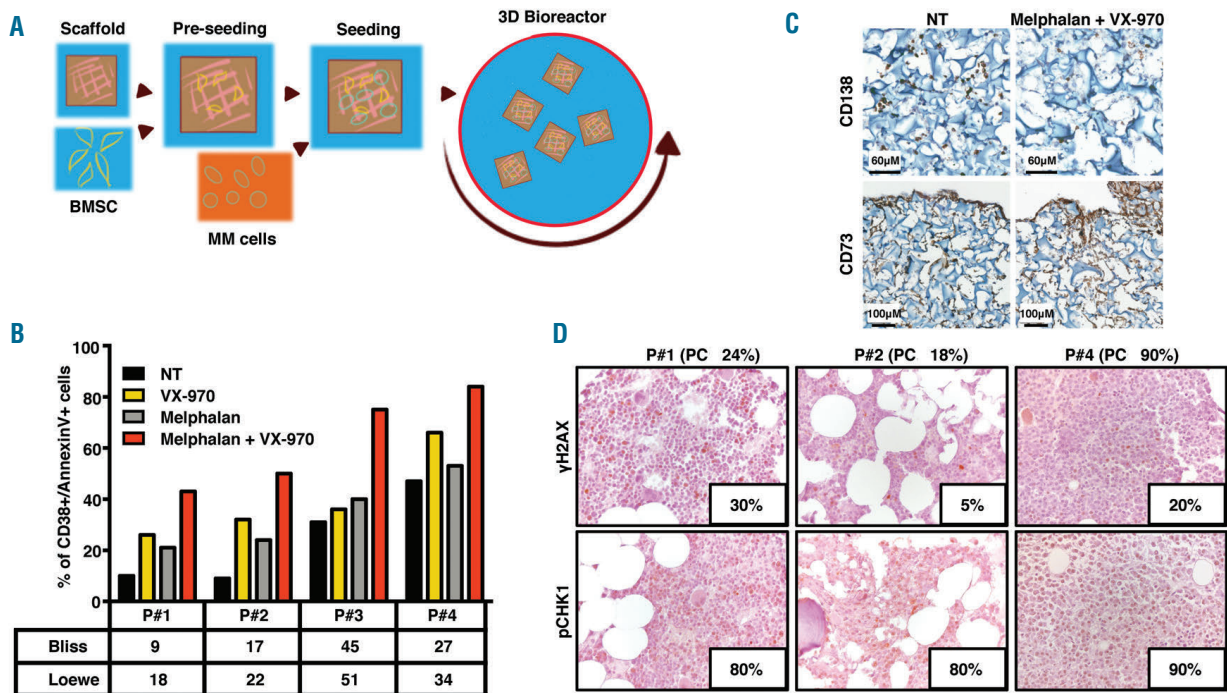 A
Scaffold
Pre-seeding
Seeding
3D Bioreactor
BMSC
MM cells
B
% of CD38+/AnnexinV+ cells
80
60
40
20
0
NT
VX-970
Melphalan
Melphalan + VX-970
P#1 P#2 P#3 P#4
Bliss 9 17 45 27
Loewe 18 22 51 34
C
NT Melphalan + VX-970
CD138
60µM 60µM
CD73
100µM 100µM
D
P#1 (PC 24%) P#2 (PC 18%) P#4 (PC 90%)
γH2AX
30% 5% 20%
pCHK1
80% 80% 90%